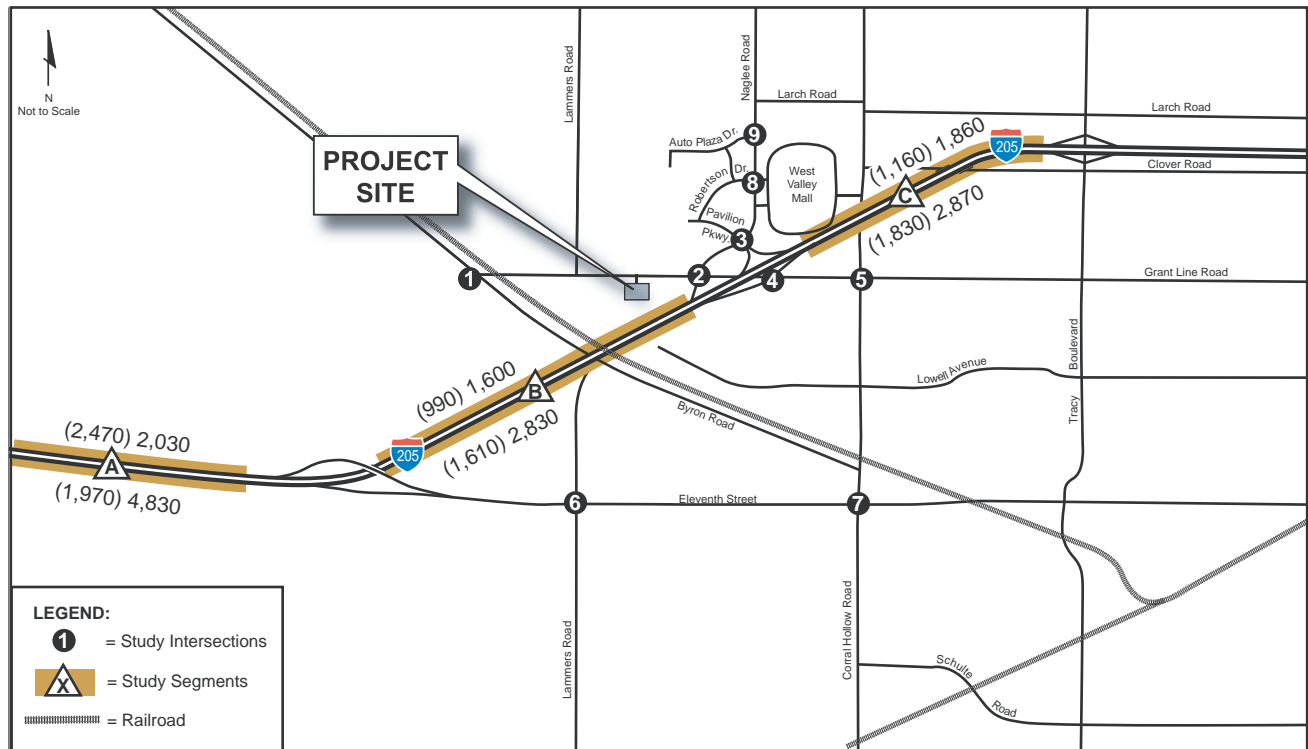 N
Not to Scale
Lammers Road
Naglee Road
Larch Road
Larch Road
Auto Plaza Dr.
9
205
(1,160) 1,860
Clover Road
PROJECT
SITE
Robertson Dr.
8
West
Valley
Mall
C
(1,830) 2,870
Pavilion
Pkwy.
3
1
2
4
5
Grant Line Road
Boulevard
Tracy
Lowell Avenue
(990) 1,600
B
(1,610) 2,830
Byron Road
205
(2,470) 2,030
A
(1,970) 4,830
6
Eleventh Street
7
Lammers Road
Corral Hollow Road
Schulte
Road
LEGEND:
1 = Study Intersections
X = Study Segments
= Railroad